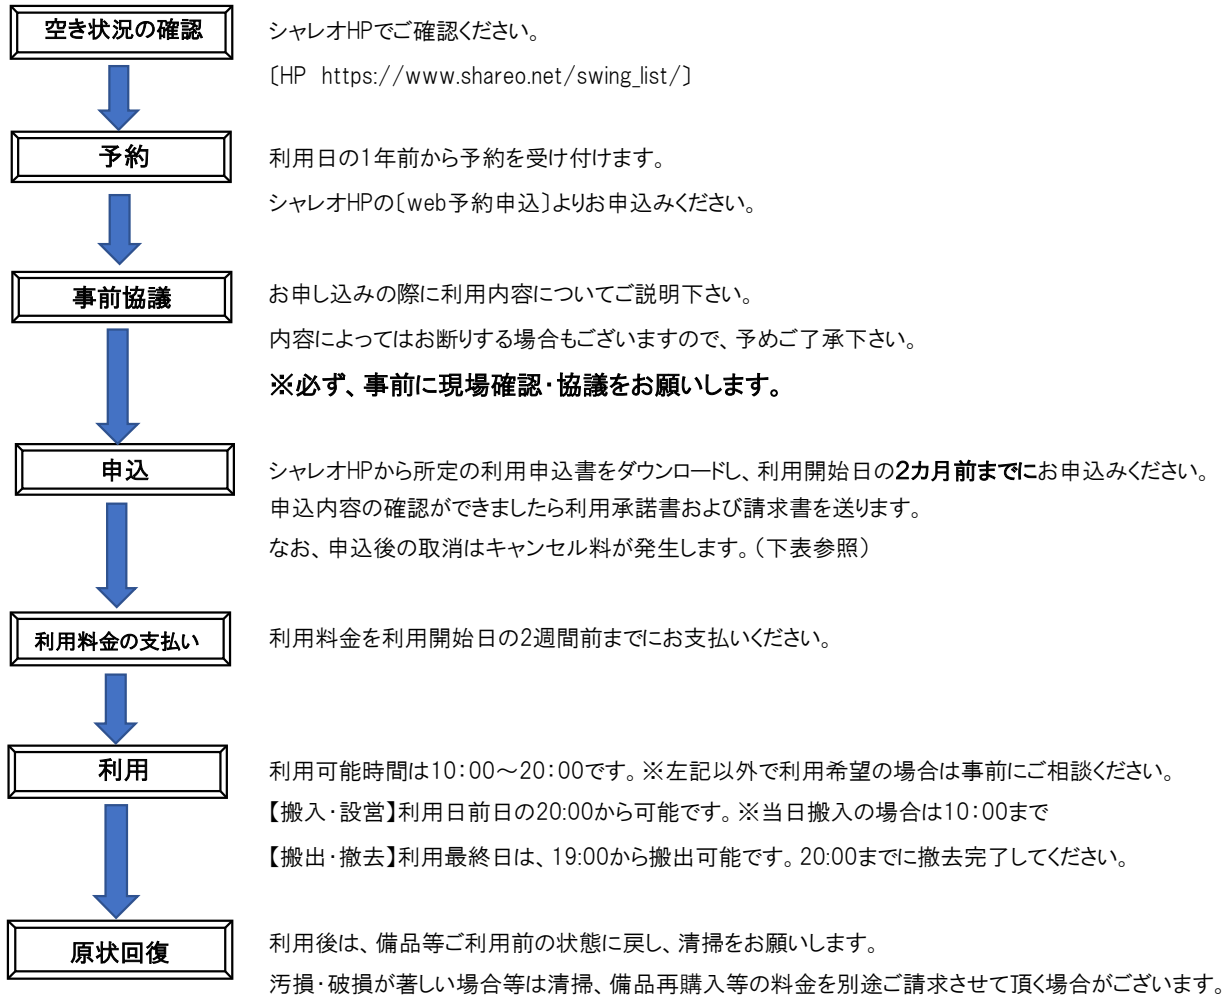 空き状況の確認
シャレオHPでご確認ください。
〔HP https://www.shareo.net/swing_list/〕
予約
利用日の1年前から予約を受け付けます。
シャレオHPの〔web予約申込〕よりお申込みください。
事前協議
お申し込みの際に利用内容についてご説明下さい。
内容によってはお断りする場合もございますので、予めご了承下さい。
※必ず、事前に現場確認・協議をお願いします。
申込
シャレオHPから所定の利用申込書をダウンロードし、利用開始日の2カ月前までにお申込みください。
申込内容の確認ができましたら利用承諾書および請求書を送ります。
なお、申込後の取消はキャンセル料が発生します。（下表参照）
利用料金の支払い
利用料金を利用開始日の2週間前までにお支払いください。
利用
利用可能時間は10：00～20：00です。※左記以外で利用希望の場合は事前にご相談ください。
【搬入・設営】利用日前日の20:00から可能です。※当日搬入の場合は10：00まで
【搬出・撤去】利用最終日は、19:00から搬出可能です。20:00までに撤去完了してください。
原状回復
利用後は、備品等ご利用前の状態に戻し、清掃をお願いします。
汚損・破損が著しい場合等は清掃、備品再購入等の料金を別途ご請求させて頂く場合がございます。